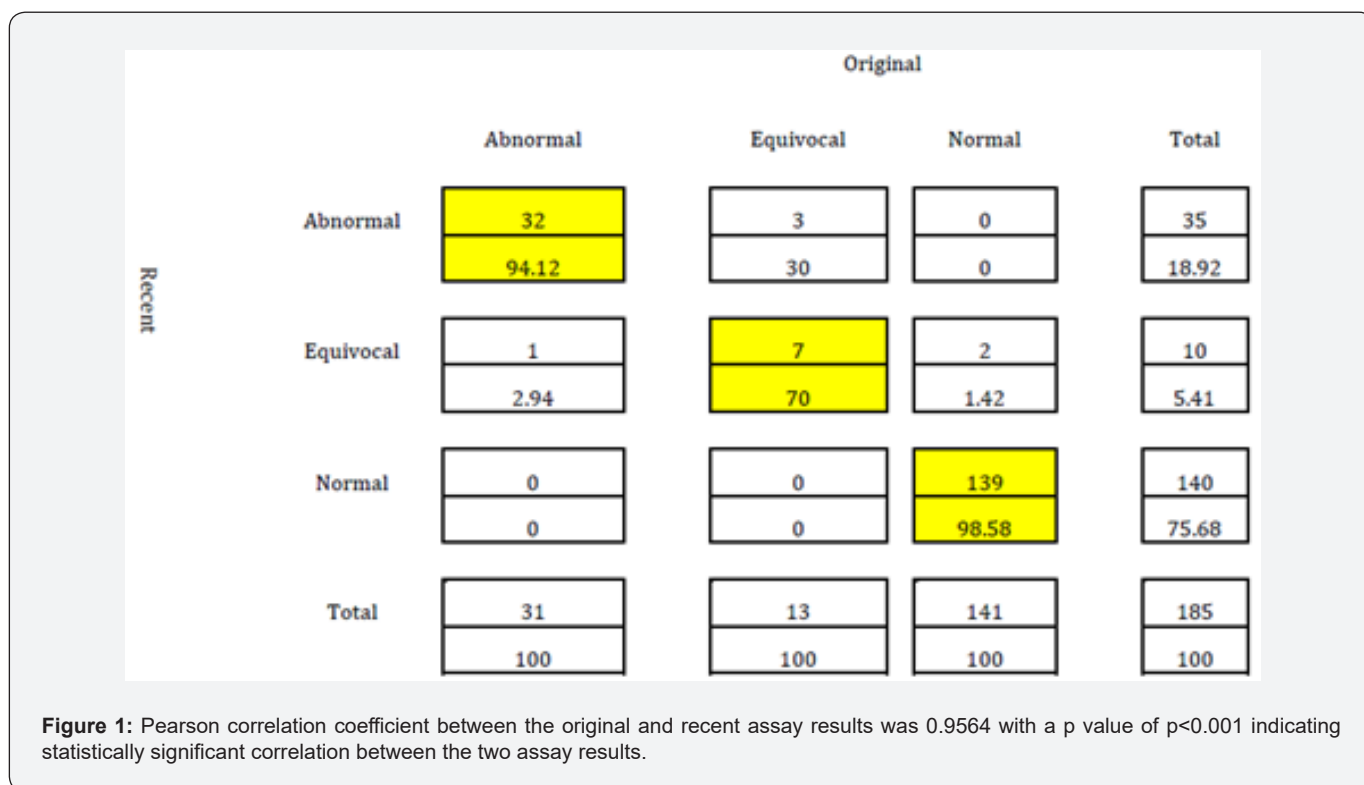 Original
Abnormal Equivocal Normal Total
Recent
Abnormal 32 3 0 35
94.12 30 0 18.92
Equivocal 1 7 2 10
2.94 70 1.42 5.41
Normal 0 0 139 140
0 0 98.58 75.68
Total 31 13 141 185
100 100 100 100
Figure 1: Pearson correlation coefficient between the original and recent assay results was 0.9564 with a p value of p<0.001 indicating
statistically significant correlation between the two assay results.